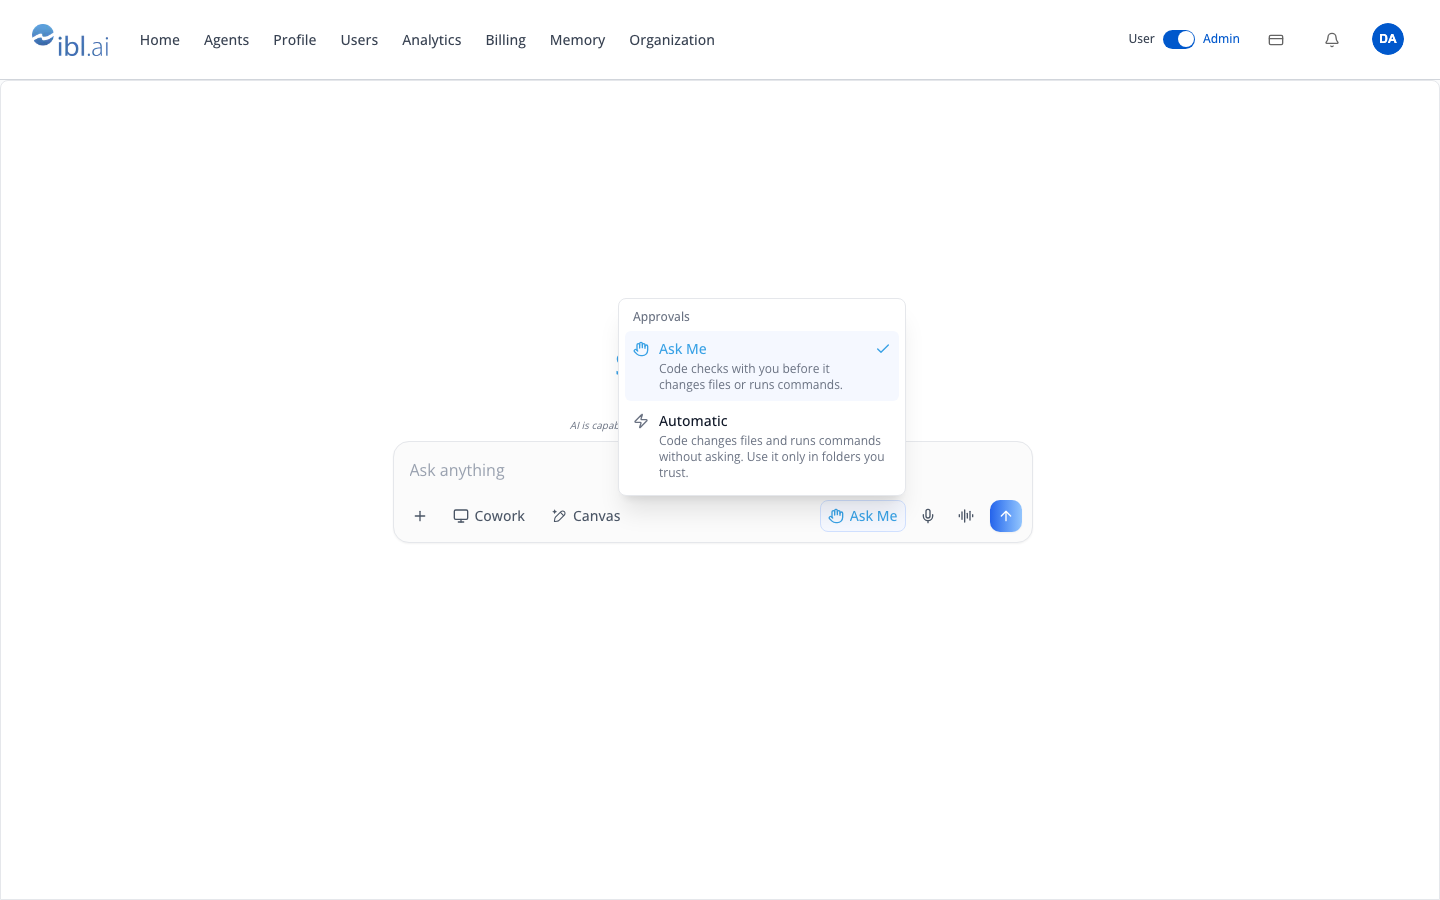 ibl.ai
Home
Agents
Profile
Users
Analytics
Billing
Memory
Organization
User
Admin
DA
Approvals
Ask Me
Code checks with you before it
changes files or runs commands.
Automatic
Code changes files and runs commands
without asking. Use it only in folders you
trust.
AI is
Ask anything
Cowork
Canvas
Ask Me